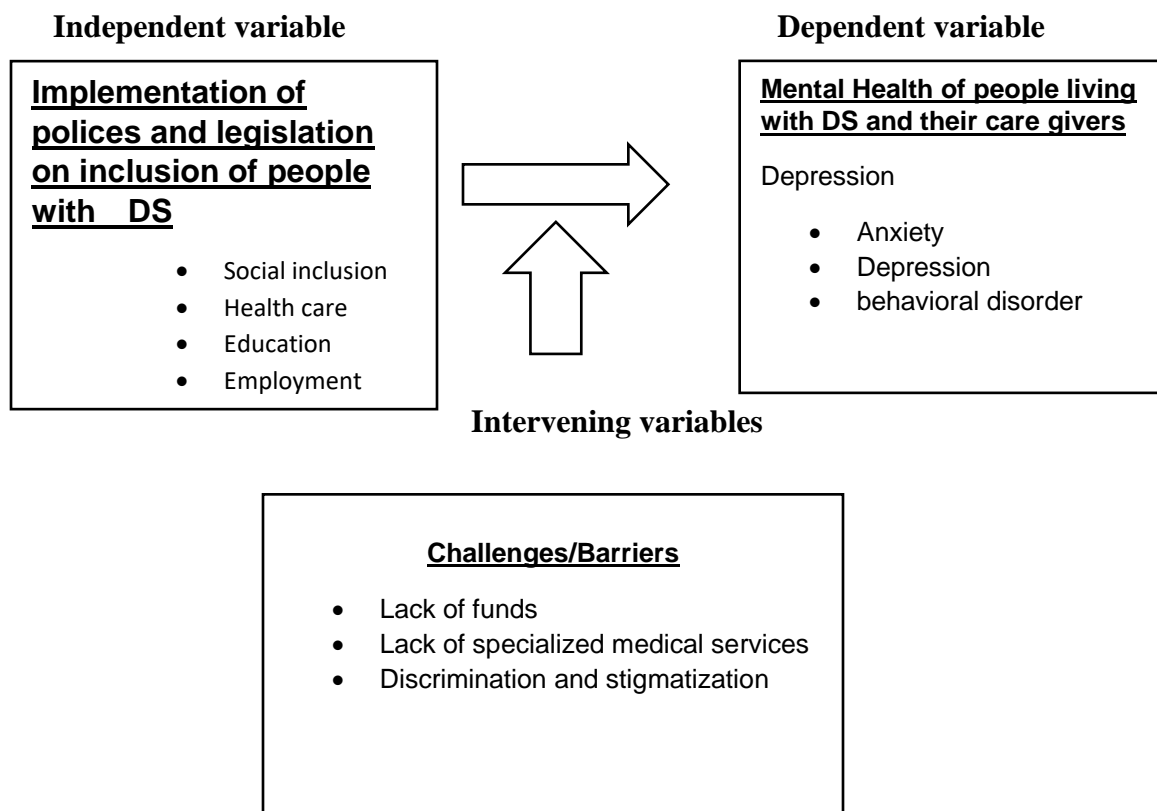 Independent variable
Implementation of
polices and legislation
on inclusion of people
with DS
• Social inclusion
• Health care
• Education
• Employment
Dependent variable
Mental Health of people living
with DS and their care givers
Depression
• Anxiety
• Depression
• behavioral disorder
Intervening variables
Challenges/Barriers
• Lack of funds
• Lack of specialized medical services
• Discrimination and stigmatization